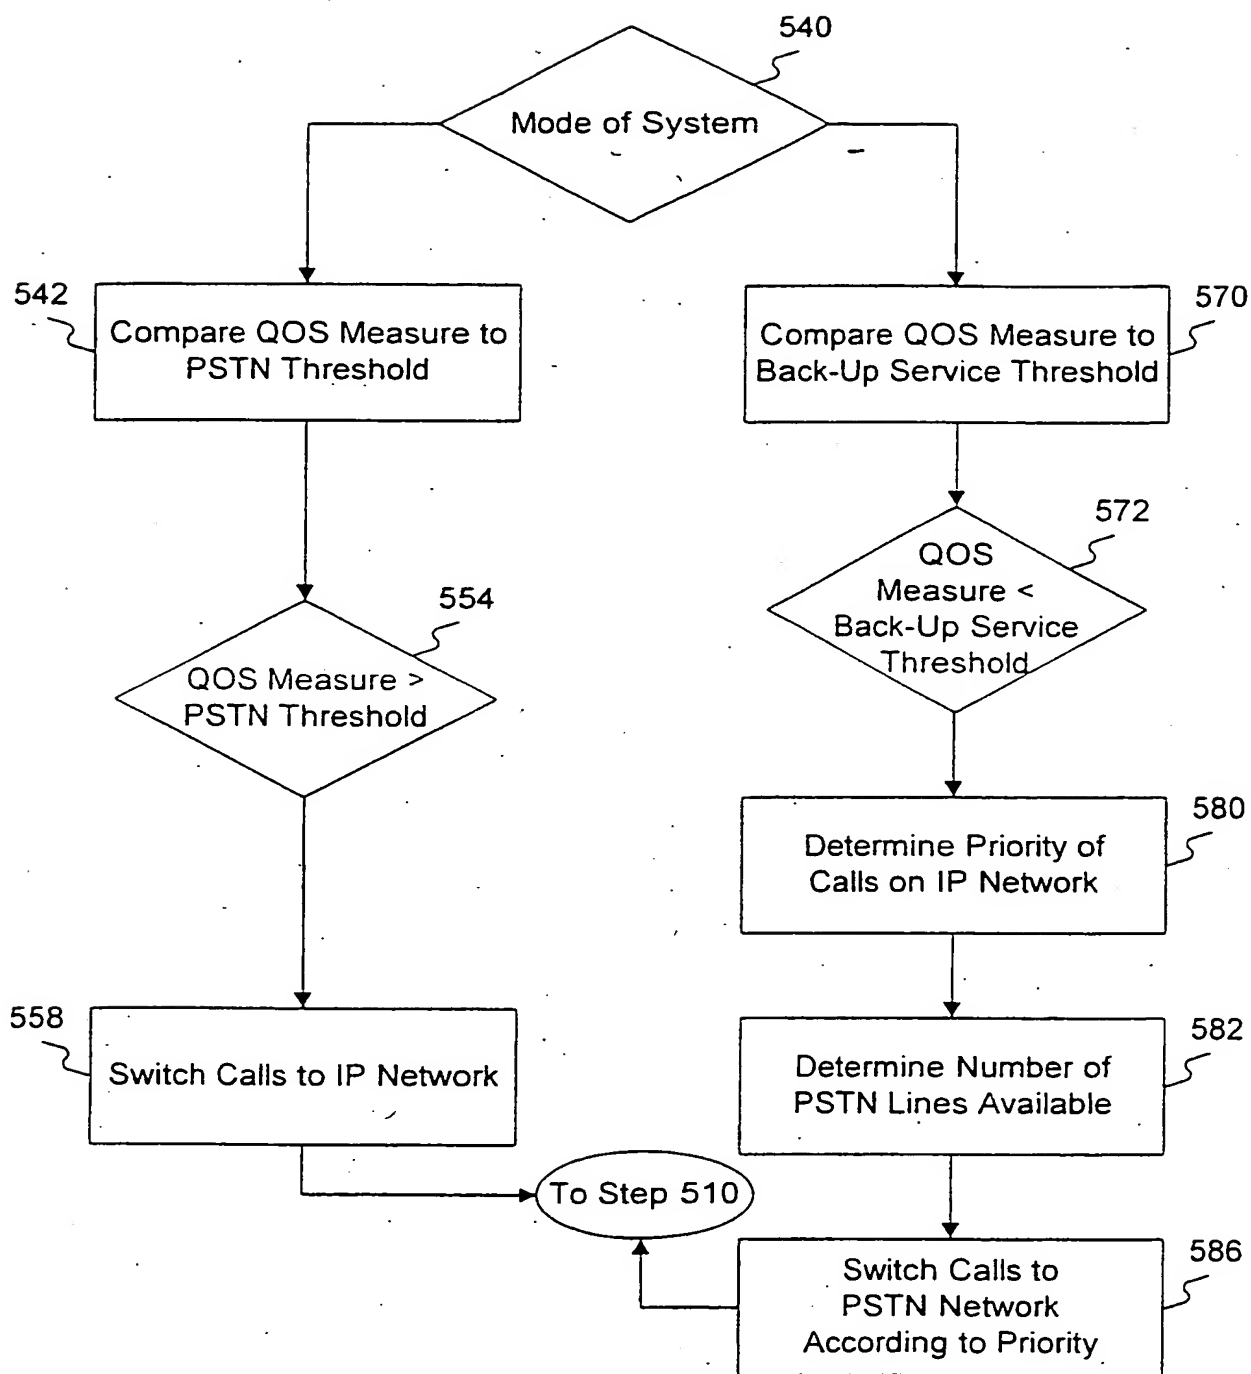 540
Mode of System
542
Compare QOS Measure to
PSTN Threshold
570
Compare QOS Measure to
Back-Up Service Threshold
572
QOS
Measure <
Back-Up Service
Threshold
554
QOS Measure >
PSTN Threshold
580
Determine Priority of
Calls on IP Network
558
Switch Calls to IP Network
582
Determine Number of
PSTN Lines Available
To Step 510
586
Switch Calls to
PSTN Network
According to Priority